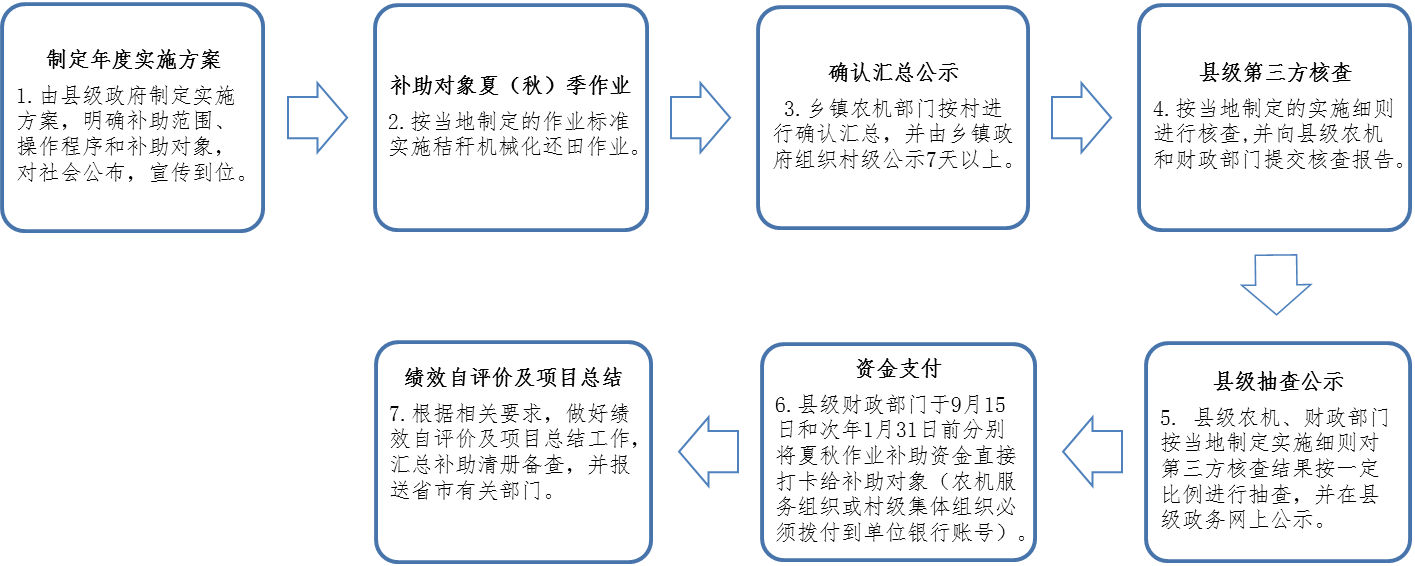 制定年度实施方案
1.由县级政府制定实施
方案，明确补助范围、
操作程序和补助对象，
对社会公布，宣传到位。
补助对象夏（秋）季作业
2.按当地制定的作业标准
实施秸秆机械化还田作业。
确认汇总公示
3.乡镇农机部门按村进
行确认汇总，并由乡镇政
府组织村级公示7天以上。
县级第三方核查
4.按当地制定的实施细则
进行核查,并向县级农机
和财政部门提交核查报告。
县级抽查公示
5. 县级农机、财政部门
按当地制定实施细则对
第三方核查结果按一定
比例进行抽查，并在县
级政务网上公示。
资金支付
6.县级财政部门于9月15
日和次年1月31日前分别
将夏秋作业补助资金直接
打卡给补助对象（农机服
务组织或村级集体组织必
须拨付到单位银行账号）。
绩效自评价及项目总结
7.根据相关要求，做好绩
效自评价及项目总结工作，
汇总补助清册备查，并报
送省市有关部门。